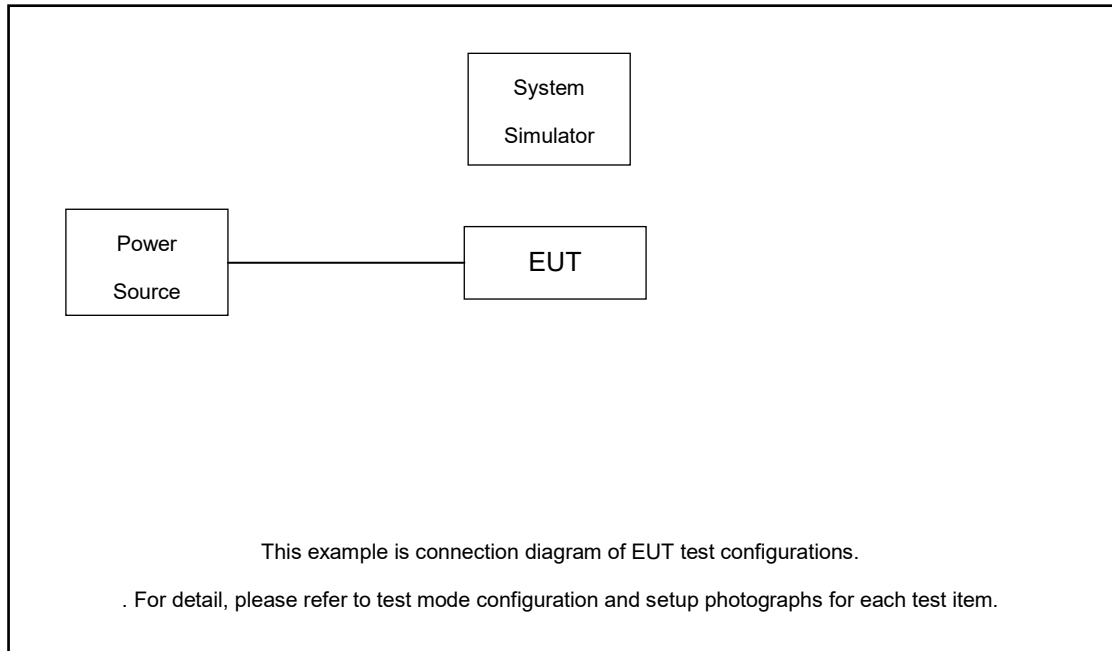 System
Simulator
Power
Source
EUT
This example is connection diagram of EUT test configurations.
. For detail, please refer to test mode configuration and setup photographs for each test item.